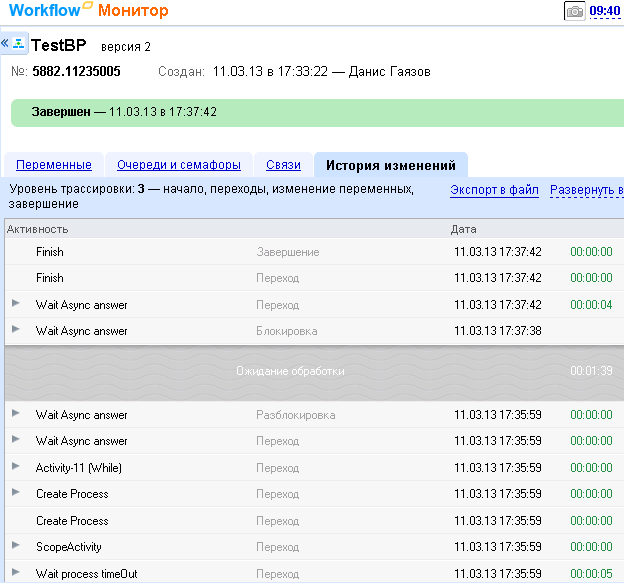 Workflow Монитор
09:40
TestBP версия 2
№: 5882.11235005 Создан: 11.03.13 в 17:33:22 — Данис Гаязов
Завершен — 11.03.13 в 17:37:42
Переменные Очереди и семафоры Связи История изменений
Уровень трассировки: 3 — начало, переходы, изменение переменных, Экспорт в файл Развернуть в
завершение
Активность Дата
Finish Завершение 11.03.13 17:37:42 00:00:00
Finish Переход 11.03.13 17:37:42 00:00:00
Wait Async answer Переход 11.03.13 17:37:42 00:00:04
Wait Async answer Блокировка 11.03.13 17:37:38
Ожидание обработки 00:01:39
Wait Async answer Разблокировка 11.03.13 17:35:59 00:00:00
Wait Async answer Переход 11.03.13 17:35:59 00:00:00
Activity-11 (While) Переход 11.03.13 17:35:59 00:00:00
Create Process Переход 11.03.13 17:35:59 00:00:00
Create Process Переход 11.03.13 17:35:59 00:00:00
ScopeActivity Переход 11.03.13 17:35:59 00:00:00
Wait process timeOut Переход 11.03.13 17:35:59 00:00:05